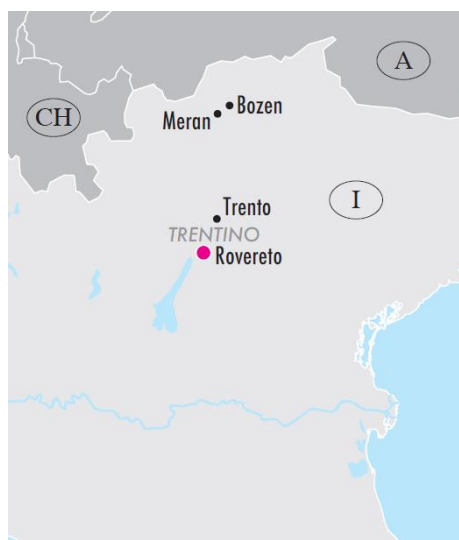 A
CH
Bozen
Meran
I
Trento
TRENTINO
Rovereto